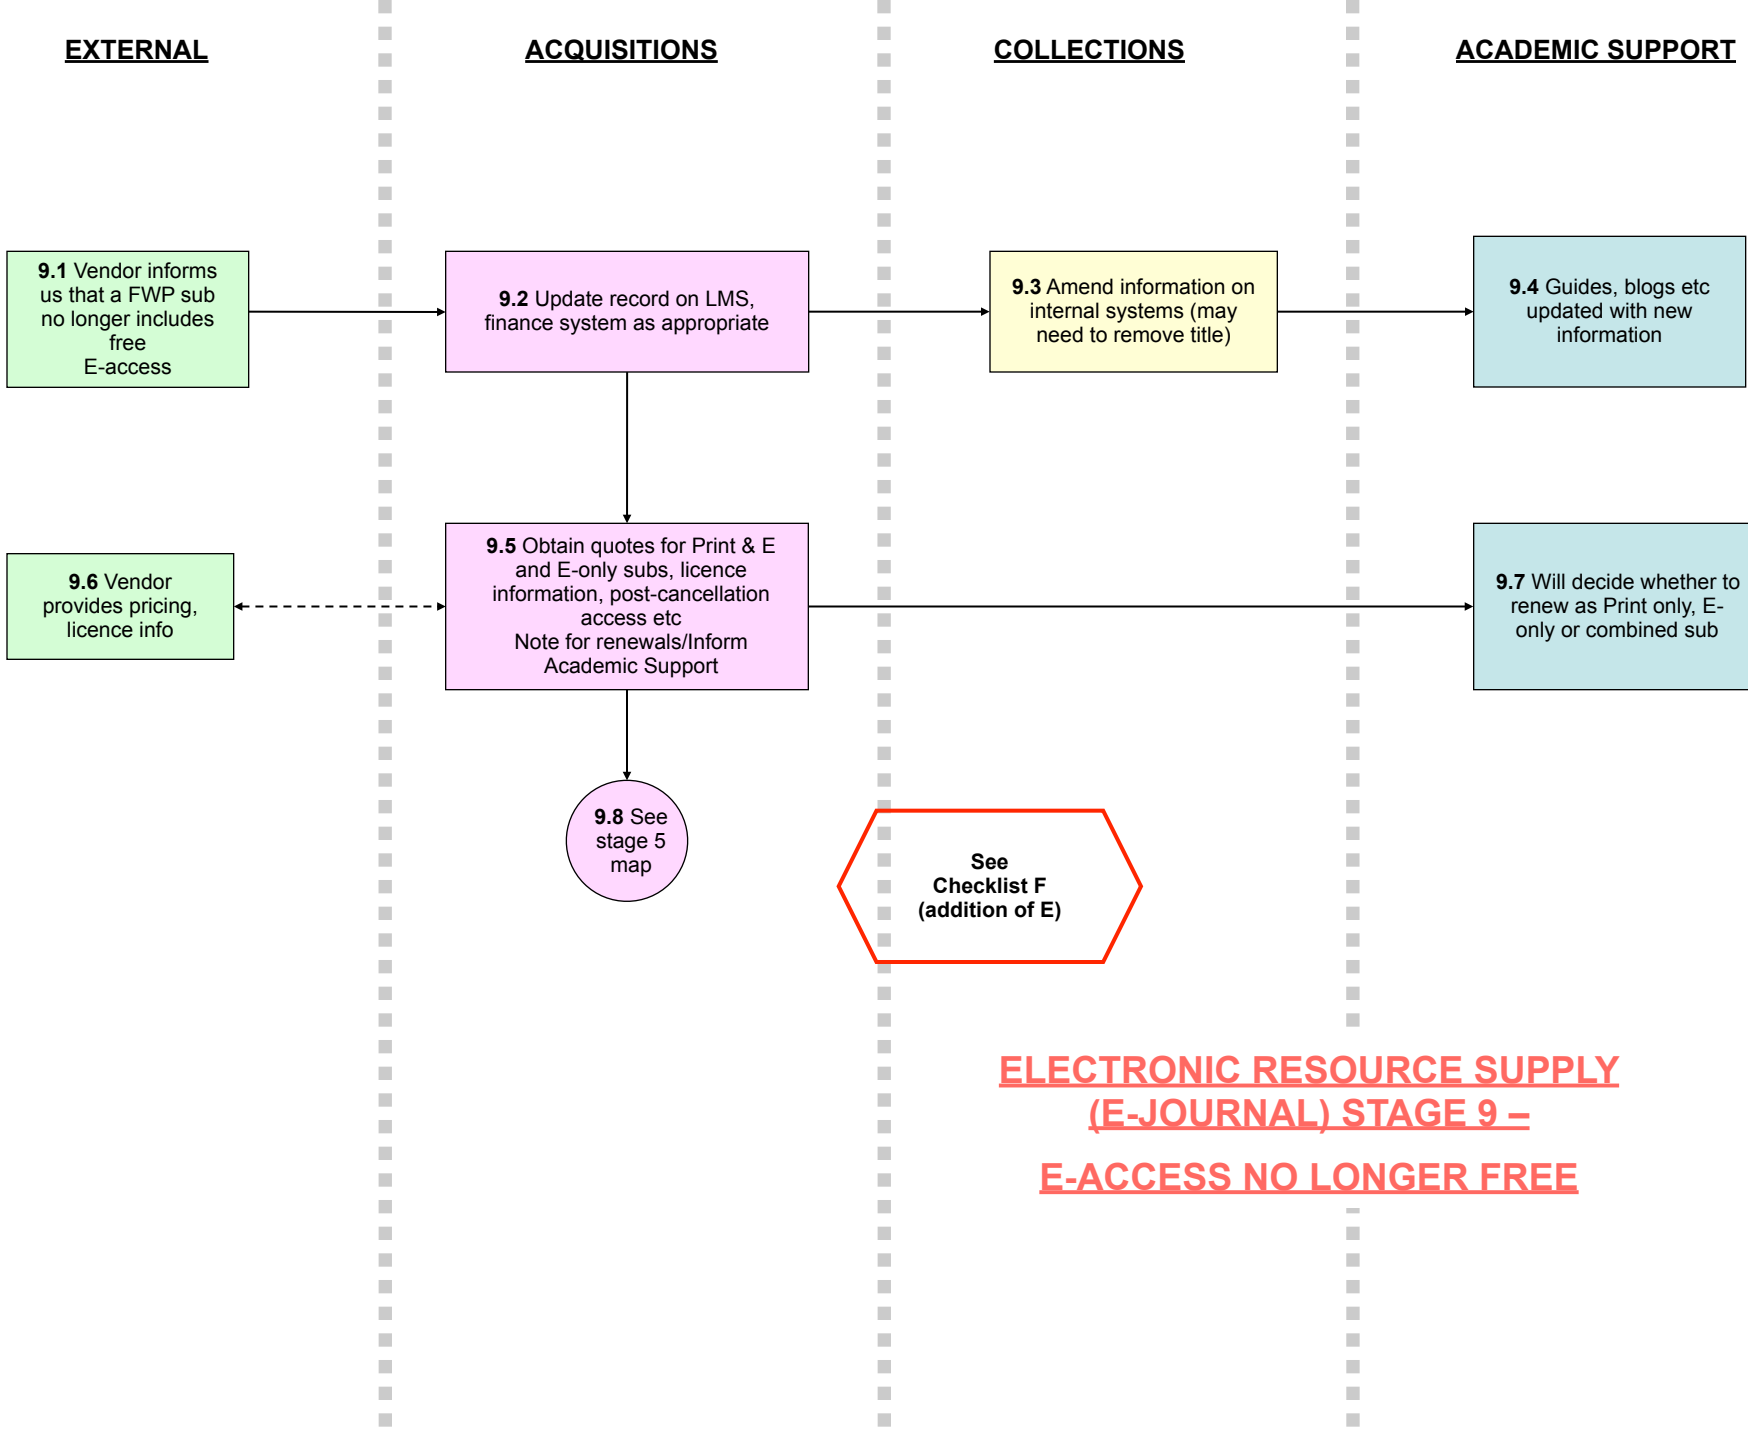 EXTERNAL
ACQUISITIONS
COLLECTIONS
ACADEMIC SUPPORT
9.1 Vendor informs
us that a FWP sub
no longer includes
free
E-access
9.2 Update record on LMS,
finance system as appropriate
9.3 Amend information on
internal systems (may
need to remove title)
9.4 Guides, blogs etc
updated with new
information
9.6 Vendor
provides pricing,
licence info
9.5 Obtain quotes for Print & E
and E-only subs, licence
information, post-cancellation
access etc
Note for renewals/Inform
Academic Support
9.7 Will decide whether to
renew as Print only, E-
only or combined sub
9.8 See
stage 5
map
See
Checklist F
(addition of E)
ELECTRONIC RESOURCE SUPPLY
(E-JOURNAL) STAGE 9 –
E-ACCESS NO LONGER FREE